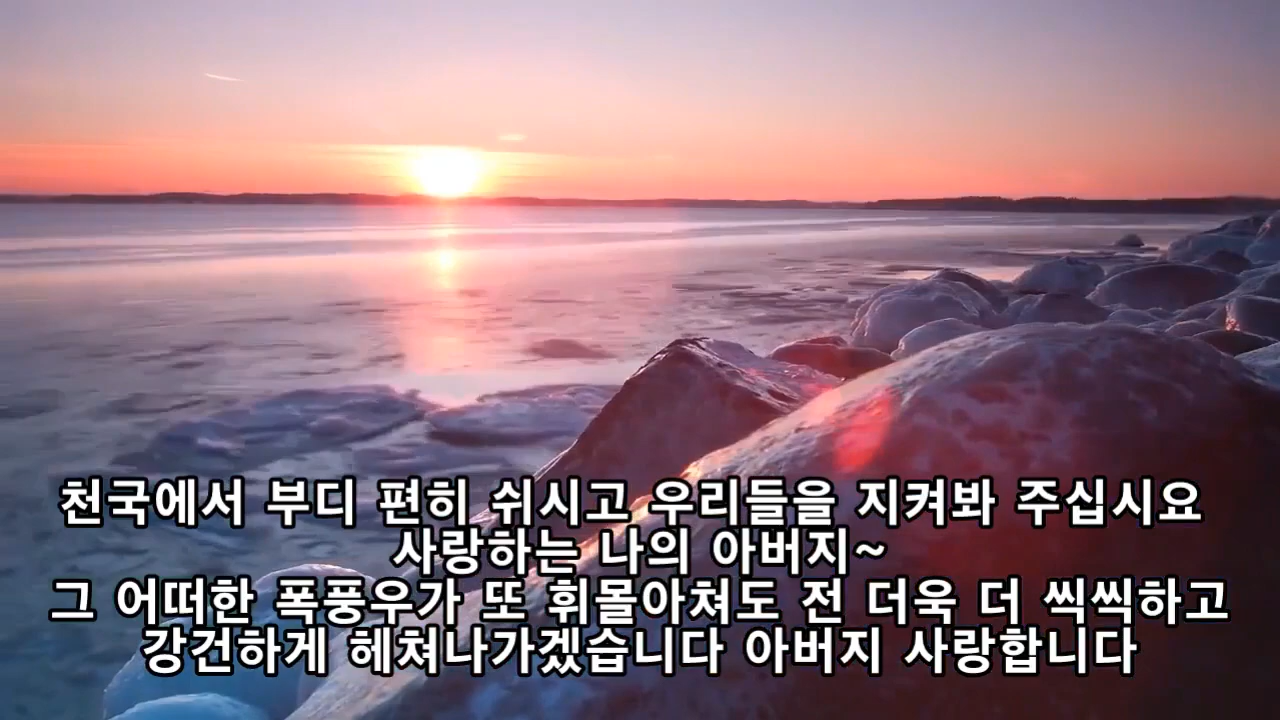 천국에서 부디 편히 쉬시고 우리들을 지켜봐 주십시요
사랑하는 나의 아버지~
그 어떠한 폭풍우가 또 휘몰아쳐도 전 더욱 더 씩씩하고
강건하게 헤쳐나가겠습니다 아버지 사랑합니다